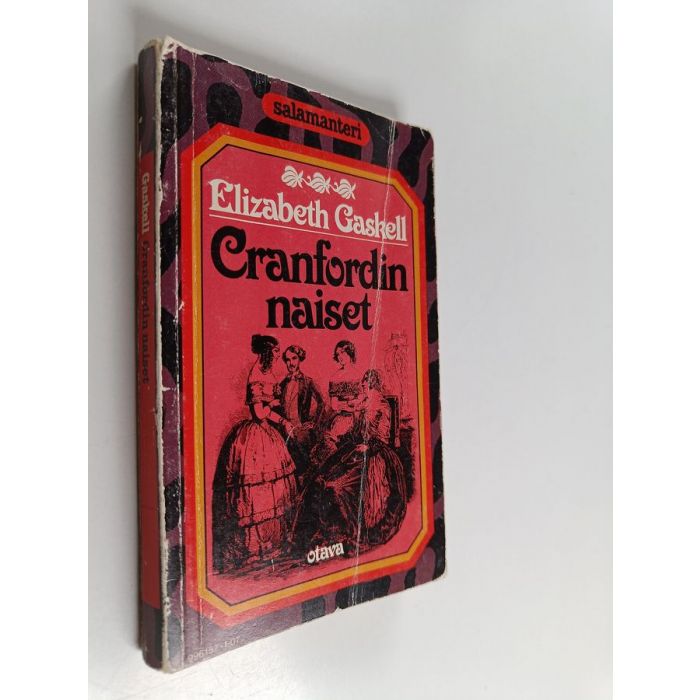 salamanteri
Elizabeth Gaskell
Cranfordin
naiset
otava
Gaskell Cranfordin naiset